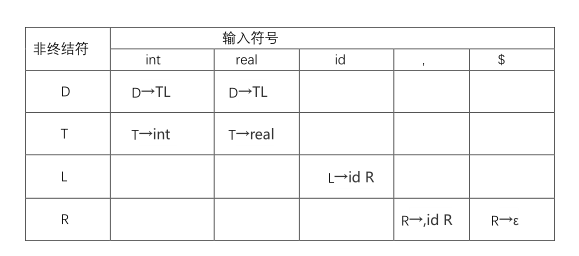 非终结符 输入符号
int real id , $
D D→TL D→TL
T T→int T→real
L L→id R
R R→,id R R→ε